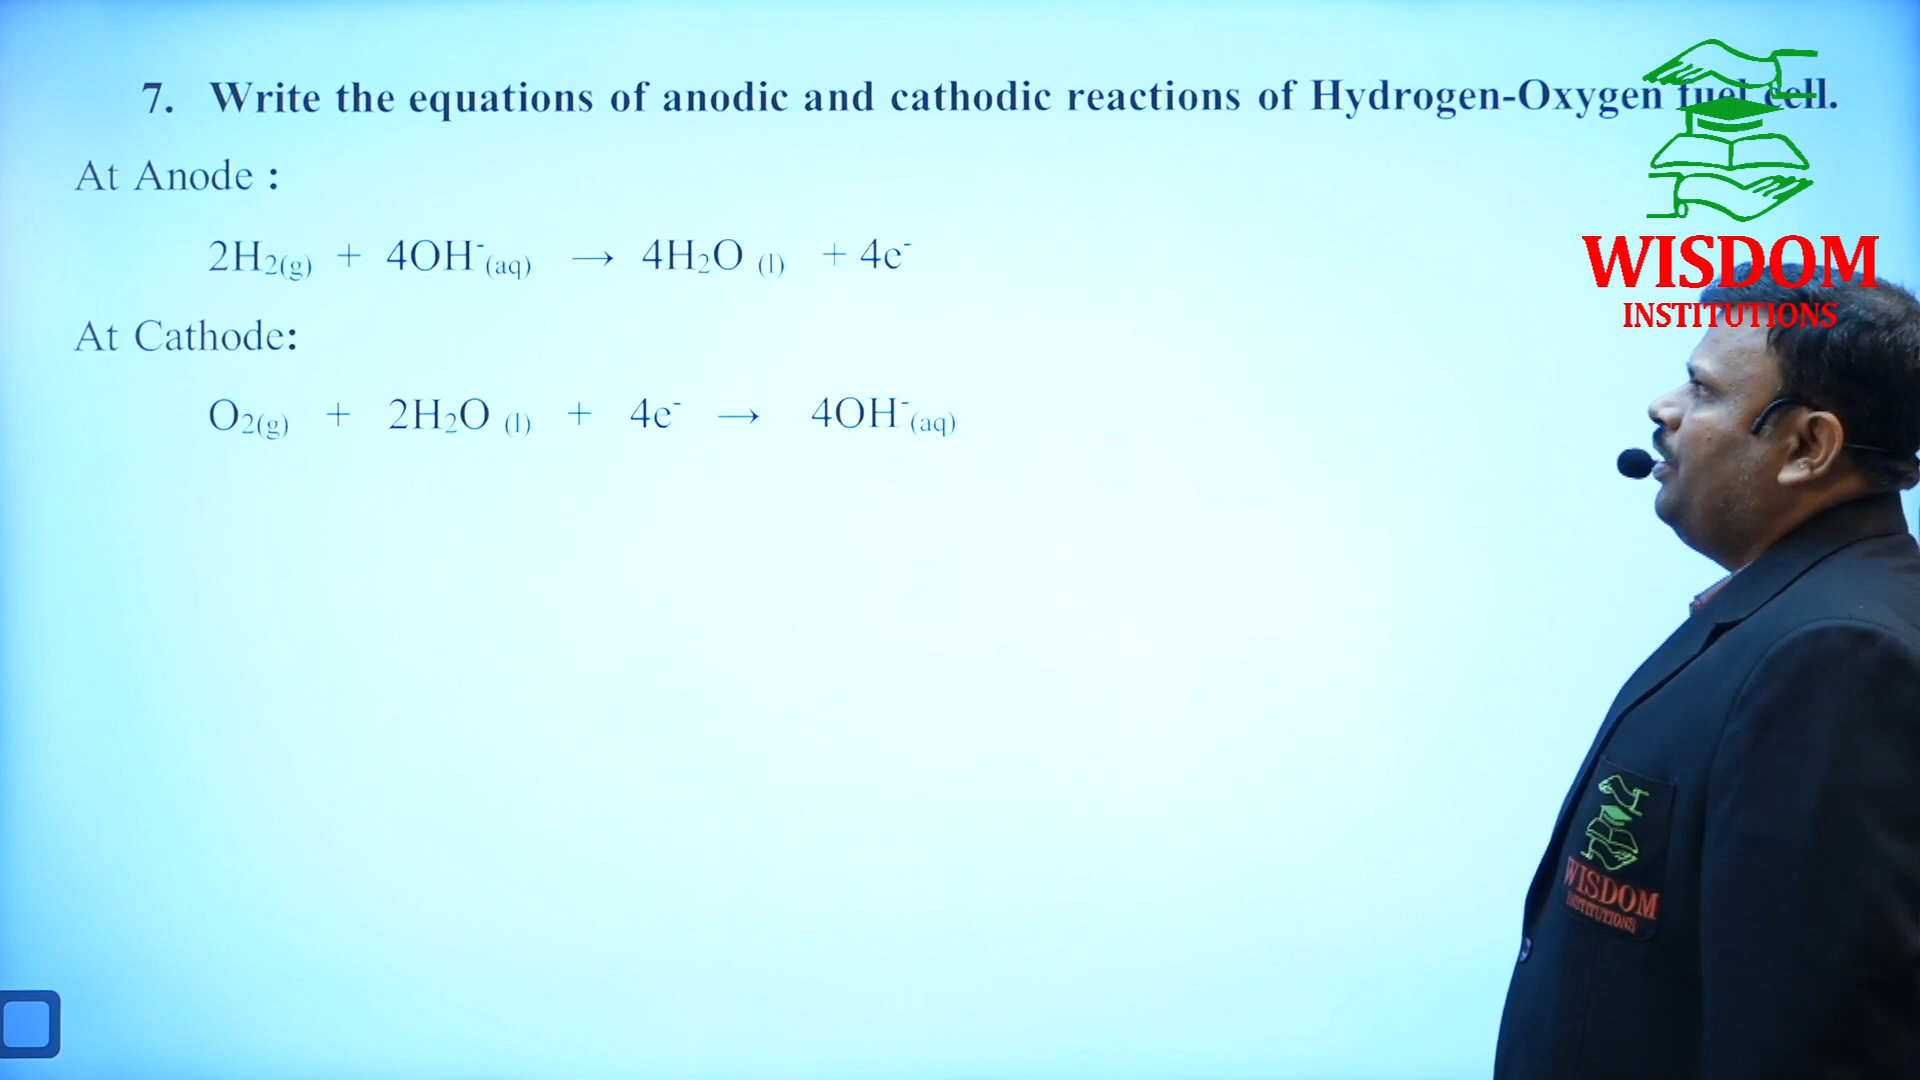 7. Write the equations of anodic and cathodic reactions of Hydrogen-Oxygen fuel cell.
At Anode :
2H₂(g) + 4OH⁻(aq) → 4H₂O (l) + 4e⁻
At Cathode:
O₂(g) + 2H₂O (l) + 4e⁻ → 4OH⁻(aq)
WISDOM
INSTITUTIONS
WISDOM
INSTITUTIONS